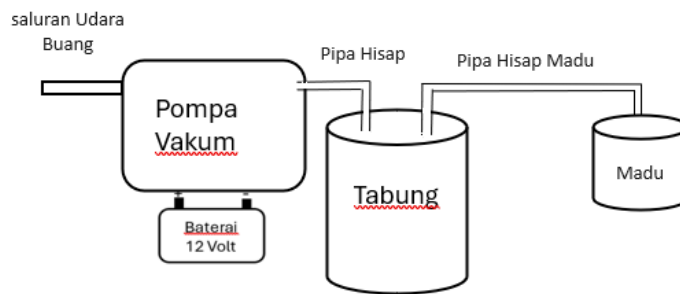 saluran Udara
Buang
Pipa Hisap
Pipa Hisap Madu
Pompa
Vakum
+ -
Baterai
12 Volt
Tabung
Madu